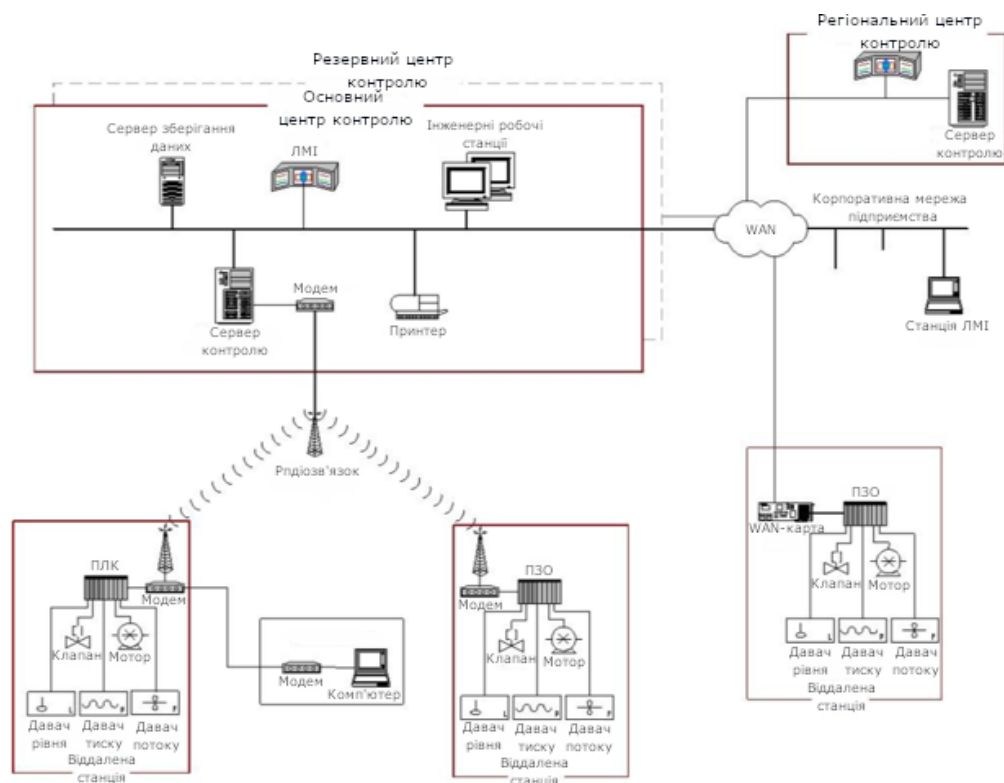 Регіональний центр
контролю
Сервер
контролю
Резервний центр
контролю
Основний
центр контролю
Сервер зберігання
даних
ЛМІ
Інженерні робочі
станції
Сервер
контролю
Модем
Принтер
WAN
Корпоративна мережа
підприємства
Станція ЛМІ
Рпдіозв'язок
ПЛК
Модем
Клапан
Мотор
L
P
F
Давач
рівня
Давач
тиску
Давач
потоку
Віддалена
станція
Модем
Комп'ютер
ПЗО
Модем
Клапан
Мотор
L
P
F
Давач
рівня
Давач
тиску
Давач
потоку
Віддалена
станція
ПЗО
WAN-карта
Клапан
Мотор
L
P
F
Давач
рівня
Давач
тиску
Давач
потоку
Віддалена
станція